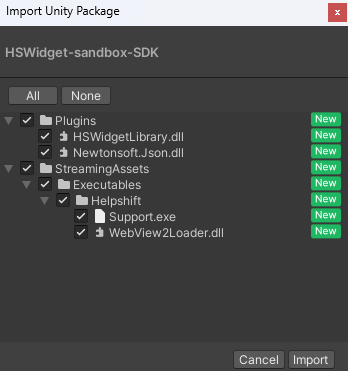 Import Unity Package
x
HSWidget-sandbox-SDK
All None
Plugins New
HSWidgetLibrary.dll New
Newtonsoft.Json.dll New
StreamingAssets New
Executables New
Helpshift New
Support.exe New
WebView2Loader.dll New
Cancel Import